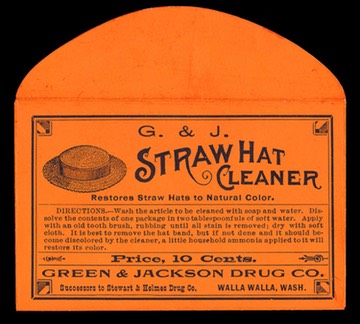 G. & J.
STRAW HAT
CLEANER
Restores Straw Hats to Natural Color.
DIRECTIONS.—Wash the article to be cleaned with soap and water. Dis-
solve the contents of one package in two tablespoonfuls of soft water. Apply
with an old tooth brush, rubbing until all stain is removed; dry with soft
cloth. It is best to remove the hat band, but if not done and it should be-
come discolored by the cleaner, a little household ammonia applied to it will
restore its color.
Price, 10 Cents.
GREEN & JACKSON DRUG CO.
Successors to Stewart & Holmes Drug Co. WALLA WALLA, WASH.